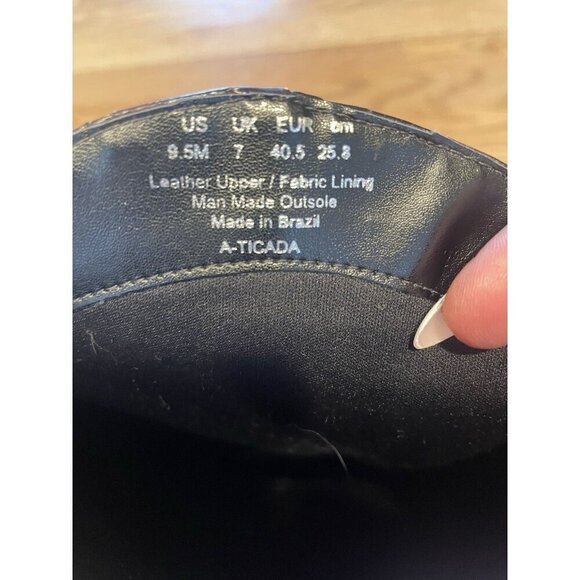 US UK EUR cm
9.5M 7 40.5 25.8
Leather Upper / Fabric Lining
Man Made Outsole
Made in Brazil
A-TICADA